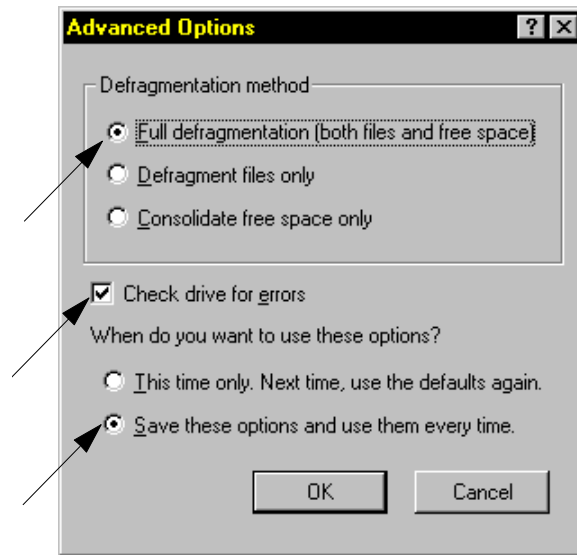 Advanced Options
Defragmentation method
Full defragmentation (both files and free space)
Defragment files only
Consolidate free space only
Check drive for errors
When do you want to use these options?
This time only. Next time, use the defaults again.
Save these options and use them every time.
OK
Cancel